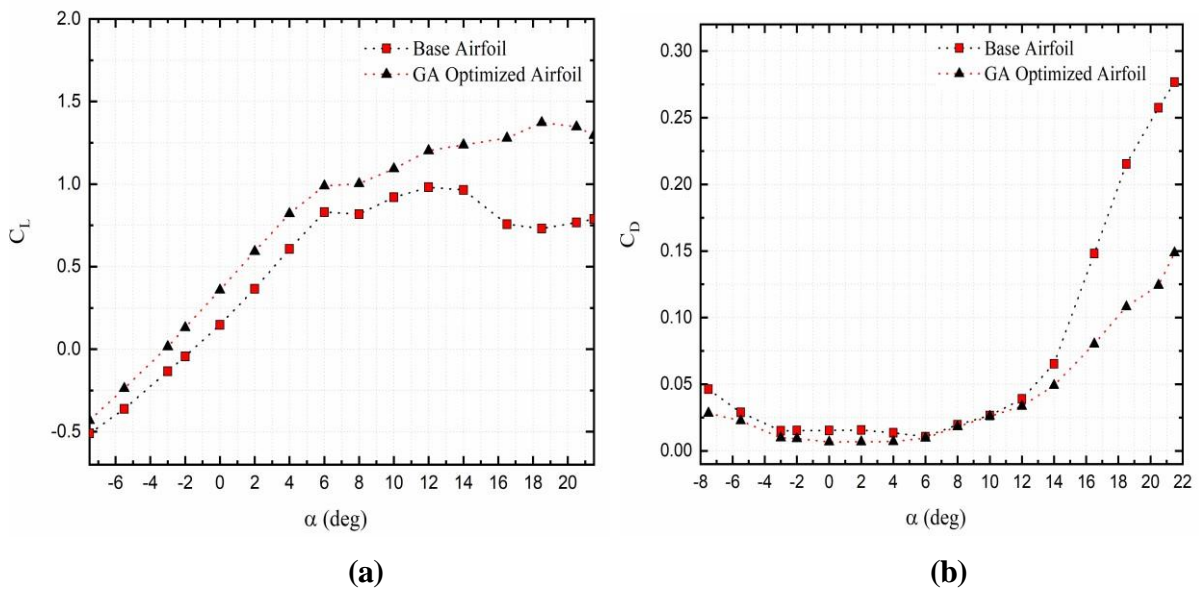 2.0
1.5
1.0
0.5
0.0
-0.5
C_L
Base Airfoil
GA Optimized Airfoil
-6 -4 -2 0 2 4 6 8 10 12 14 16 18 20
α (deg)
(a)
0.30
0.25
0.20
0.15
0.10
0.05
0.00
C_D
Base Airfoil
GA Optimized Airfoil
-8 -6 -4 -2 0 2 4 6 8 10 12 14 16 18 20 22
α (deg)
(b)